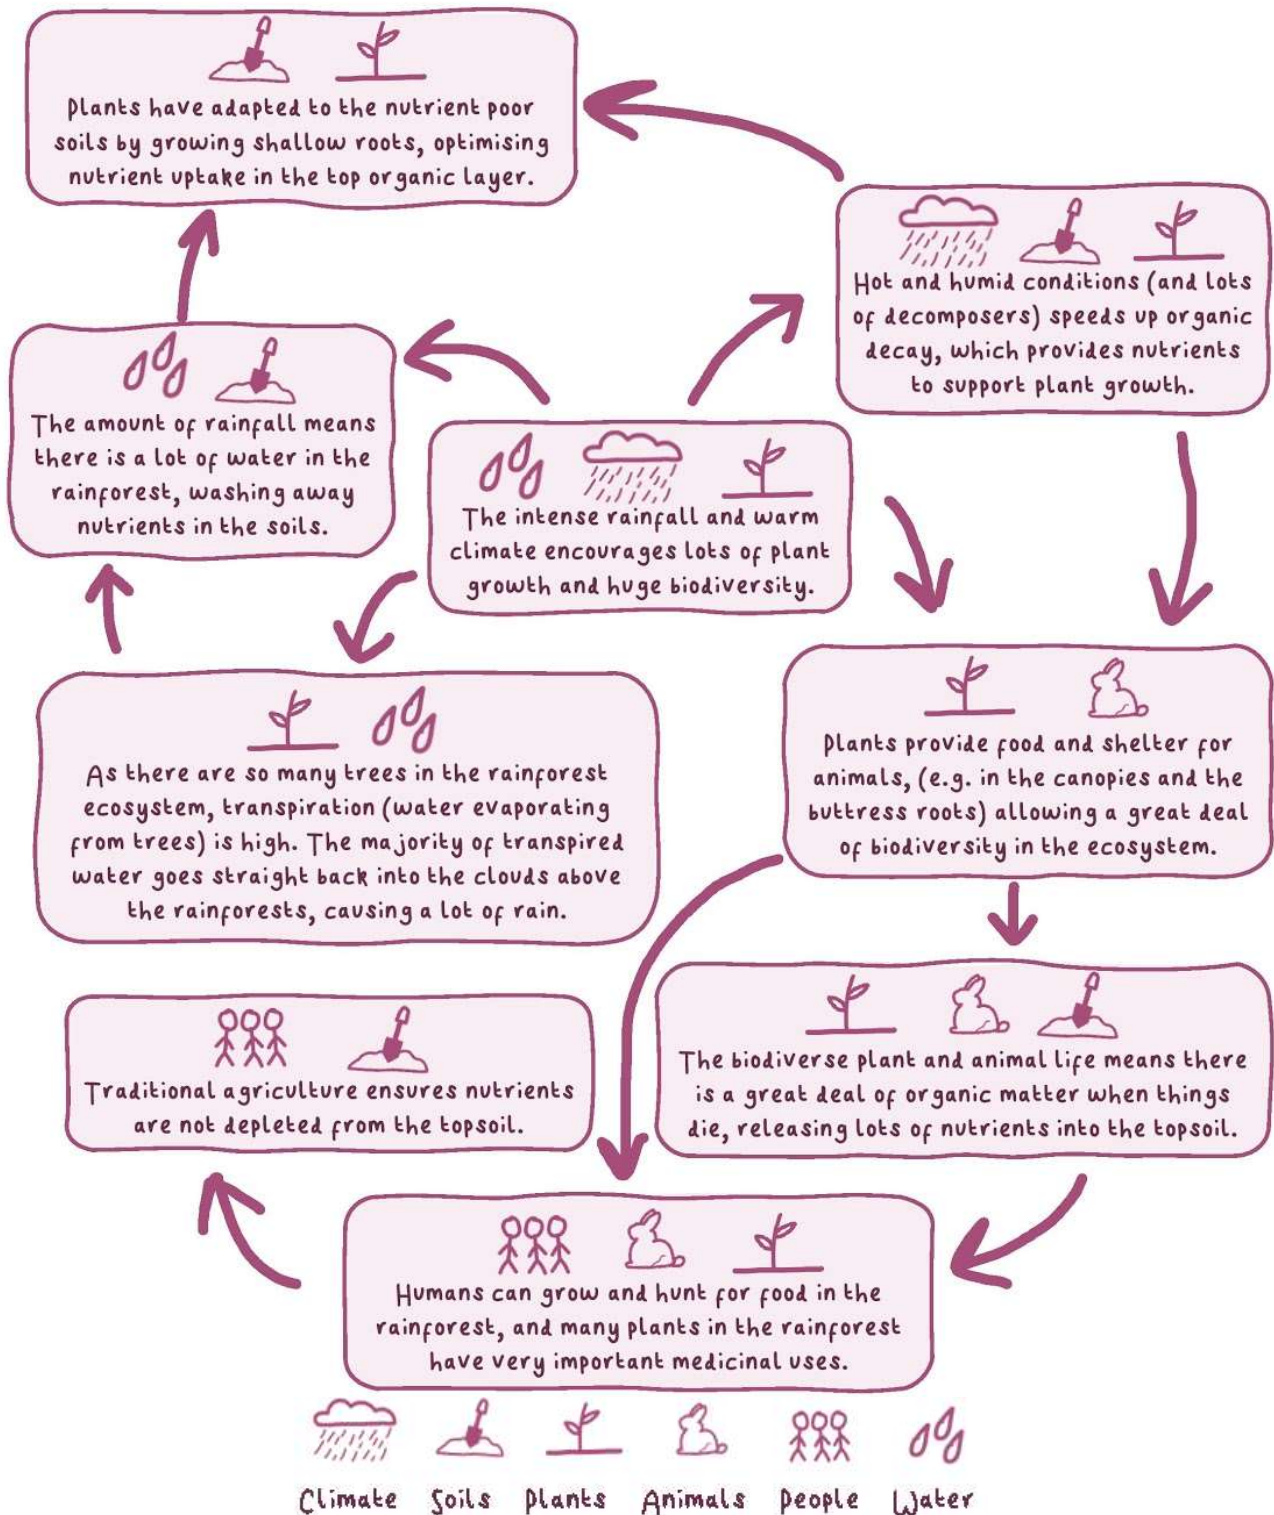 Plants have adapted to the nutrient poor
soils by growing shallow roots, optimising
nutrient uptake in the top organic layer.
Hot and humid conditions (and lots
of decomposers) speeds up organic
decay, which provides nutrients
to support plant growth.
The amount of rainfall means
there is a lot of water in the
rainforest, washing away
nutrients in the soils.
The intense rainfall and warm
climate encourages lots of plant
growth and huge biodiversity.
As there are so many trees in the rainforest
ecosystem, transpiration (water evaporating
from trees) is high. The majority of transpired
water goes straight back into the clouds above
the rainforests, causing a lot of rain.
Plants provide food and shelter for
animals, (e.g. in the canopies and the
buttress roots) allowing a great deal
of biodiversity in the ecosystem.
Traditional agriculture ensures nutrients
are not depleted from the topsoil.
The biodiverse plant and animal life means there
is a great deal of organic matter when things
die, releasing lots of nutrients into the topsoil.
Humans can grow and hunt for food in the
rainforest, and many plants in the rainforest
have very important medicinal uses.
Climate Soils Plants Animals People Water